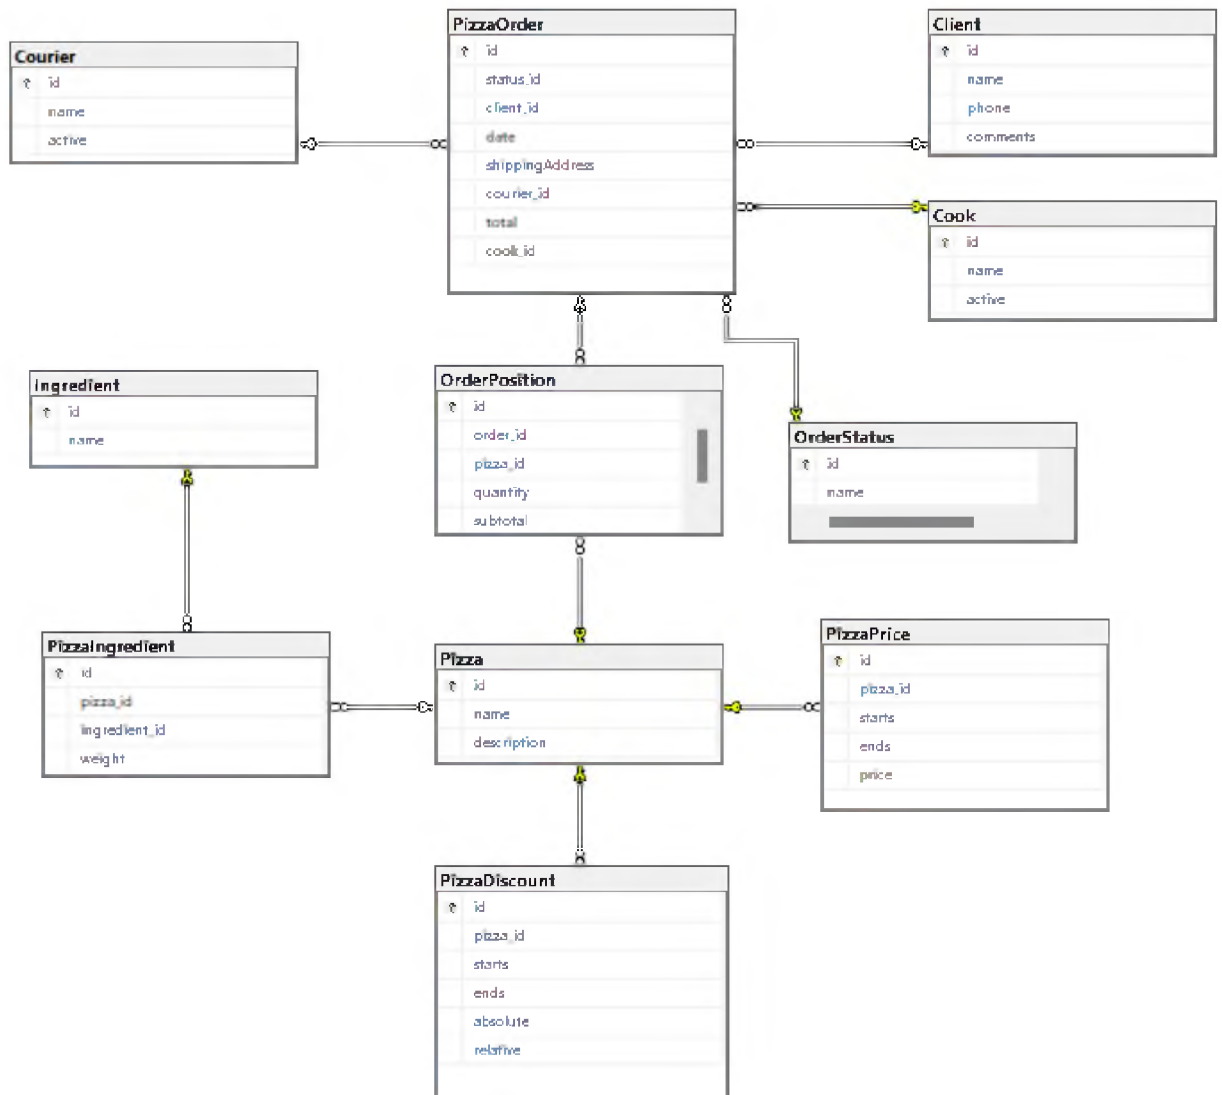 PizzaOrder
id
status_id
client_id
date
shippingAddress
courier_id
total
cook_id
Client
id
name
phone
comments
Courier
id
name
active
Cook
id
name
active
Ingredient
id
name
OrderPosition
id
order_id
pizza_id
quantity
subtotal
OrderStatus
id
name
PizzaIngredient
id
pizza_id
ingredient_id
weight
Pizza
id
name
description
PizzaPrice
id
pizza_id
starts
ends
price
PizzaDiscount
id
pizza_id
starts
ends
absolute
relative